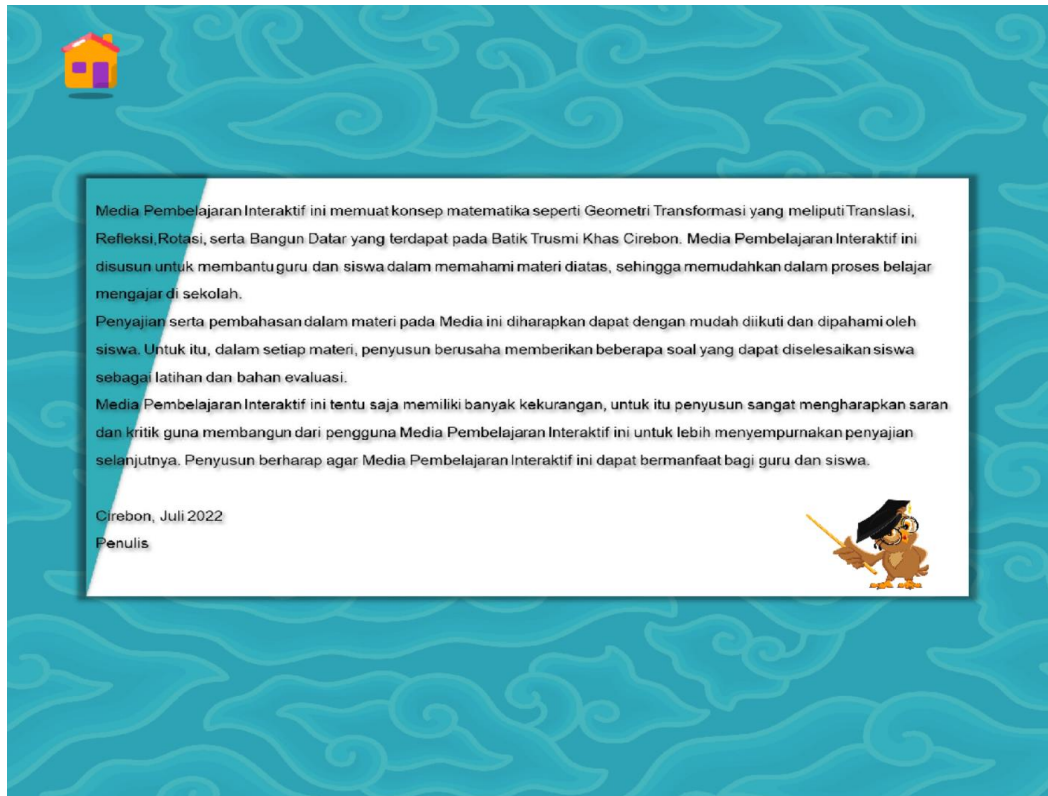 Media Pembelajaran Interaktif ini memuat konsep matematika seperti Geometri Transformasi yang meliputi Translasi,
Refleksi,Rotasi, serta Bangun Datar yang terdapat pada Batik Trusmi Khas Cirebon. Media Pembelajaran Interaktif ini
disusun untuk membantu guru dan siswa dalam memahami materi diatas, sehingga memudahkan dalam proses belajar
mengajar di sekolah.
Penyajian serta pembahasan dalam materi pada Media ini diharapkan dapat dengan mudah diikuti dan dipahami oleh
siswa. Untuk itu, dalam setiap materi, penyusun berusaha memberikan beberapa soal yang dapat diselesaikan siswa
sebagai latihan dan bahan evaluasi.
Media Pembelajaran Interaktif ini tentu saja memiliki banyak kekurangan, untuk itu penyusun sangat mengharapkan saran
dan kritik guna membangun dari pengguna Media Pembelajaran Interaktif ini untuk lebih menyempurnakan penyajian
selanjutnya. Penyusun berharap agar Media Pembelajaran Interaktif ini dapat bermanfaat bagi guru dan siswa.
Cirebon, Juli 2022
Penulis